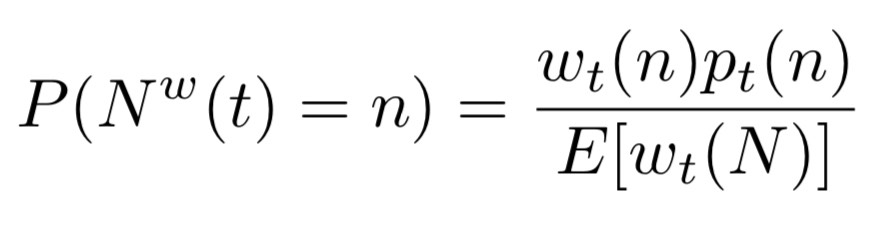 P(N^w(t) = n) = \frac{w_t(n)p_t(n)}{E[w_t(N)]}